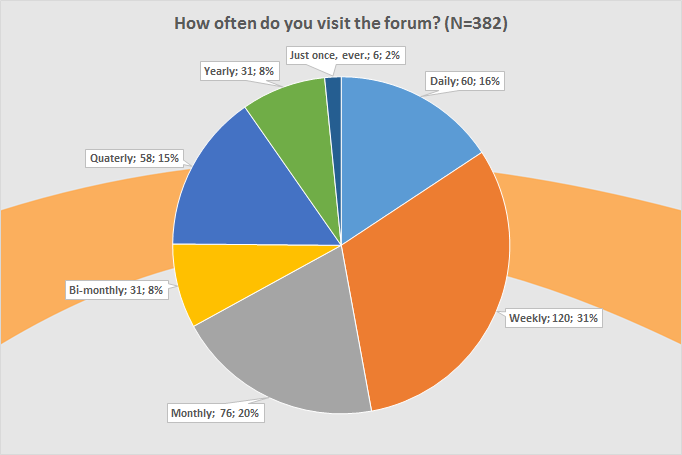 How often do you visit the forum? (N=382)
Just once, ever.; 6; 2%
Yearly; 31; 8%
Daily; 60; 16%
Quaterly; 58; 15%
Bi-monthly; 31; 8%
Weekly; 120; 31%
Monthly; 76; 20%